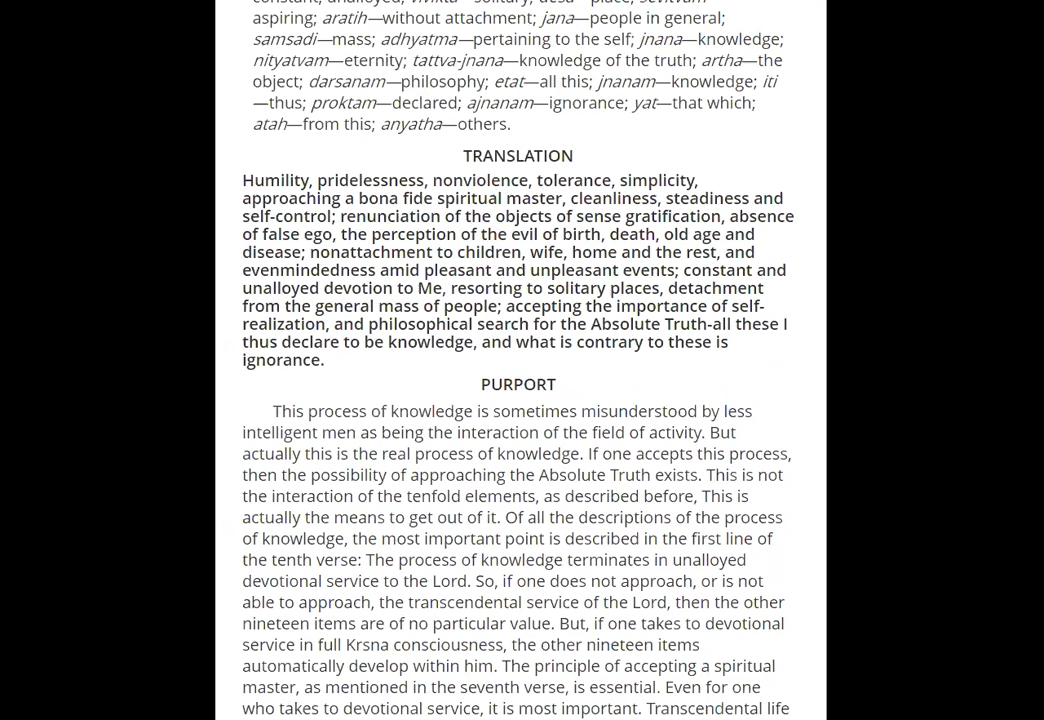 aspiring; aratih—without attachment; jana—people in general;
samsadi—mass; adhyatma—pertaining to the self; jnana—knowledge;
nityatvam—eternity; tattva-jnana—knowledge of the truth; artha—the
object; darsanam—philosophy; etat—all this; jnanam—knowledge; iti
—thus; proktam—declared; ajnanam—ignorance; yat—that which;
atah—from this; anyatha—others.
TRANSLATION
Humility, pridelessness, nonviolence, tolerance, simplicity,
approaching a bona fide spiritual master, cleanliness, steadiness and
self-control; renunciation of the objects of sense gratification, absence
of false ego, the perception of the evil of birth, death, old age and
disease; nonattachment to children, wife, home and the rest, and
evenmindedness amid pleasant and unpleasant events; constant and
unalloyed devotion to Me, resorting to solitary places, detachment
from the general mass of people; accepting the importance of self-
realization, and philosophical search for the Absolute Truth-all these I
thus declare to be knowledge, and what is contrary to these is
ignorance.
PURPORT
This process of knowledge is sometimes misunderstood by less
intelligent men as being the interaction of the field of activity. But
actually this is the real process of knowledge. If one accepts this process,
then the possibility of approaching the Absolute Truth exists. This is not
the interaction of the tenfold elements, as described before, This is
actually the means to get out of it. Of all the descriptions of the process
of knowledge, the most important point is described in the first line of
the tenth verse: The process of knowledge terminates in unalloyed
devotional service to the Lord. So, if one does not approach, or is not
able to approach, the transcendental service of the Lord, then the other
nineteen items are of no particular value. But, if one takes to devotional
service in full Krsna consciousness, the other nineteen items
automatically develop within him. The principle of accepting a spiritual
master, as mentioned in the seventh verse, is essential. Even for one
who takes to devotional service, it is most important. Transcendental life